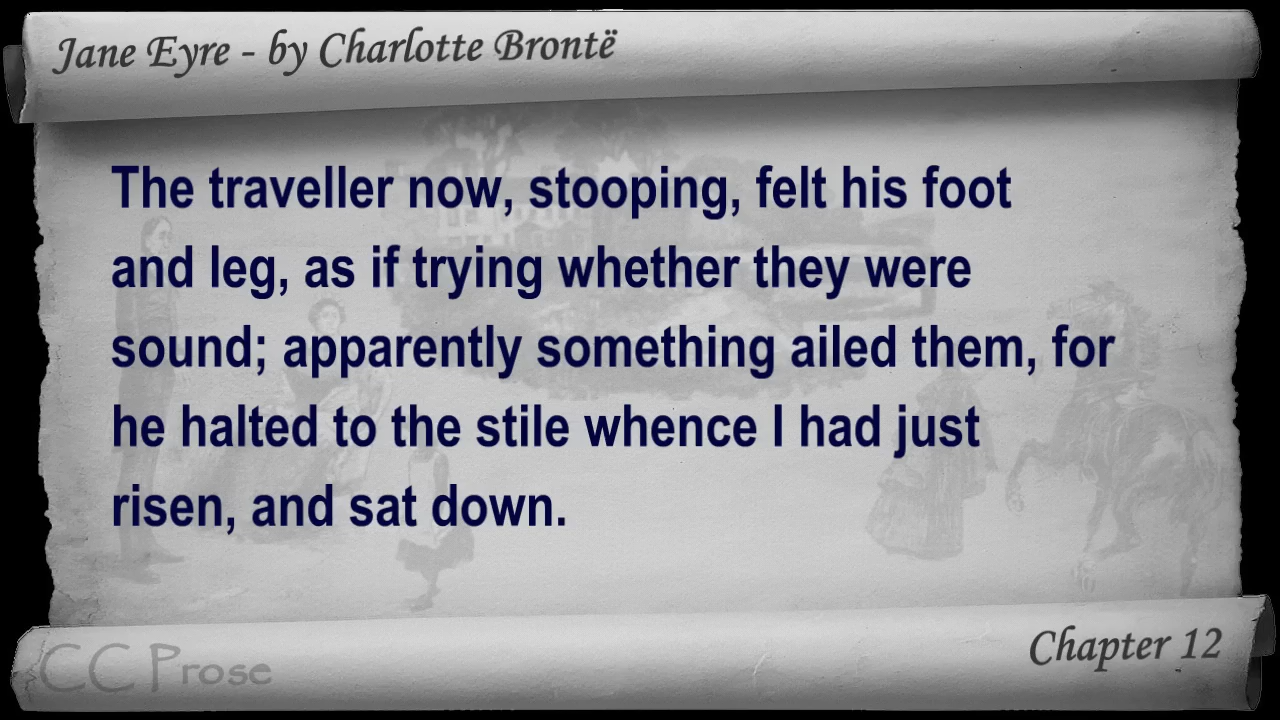 Jane Eyre - by Charlotte Brontë
The traveller now, stooping, felt his foot
and leg, as if trying whether they were
sound; apparently something ailed them, for
he halted to the stile whence I had just
risen, and sat down.
Chapter 12
CC Prose